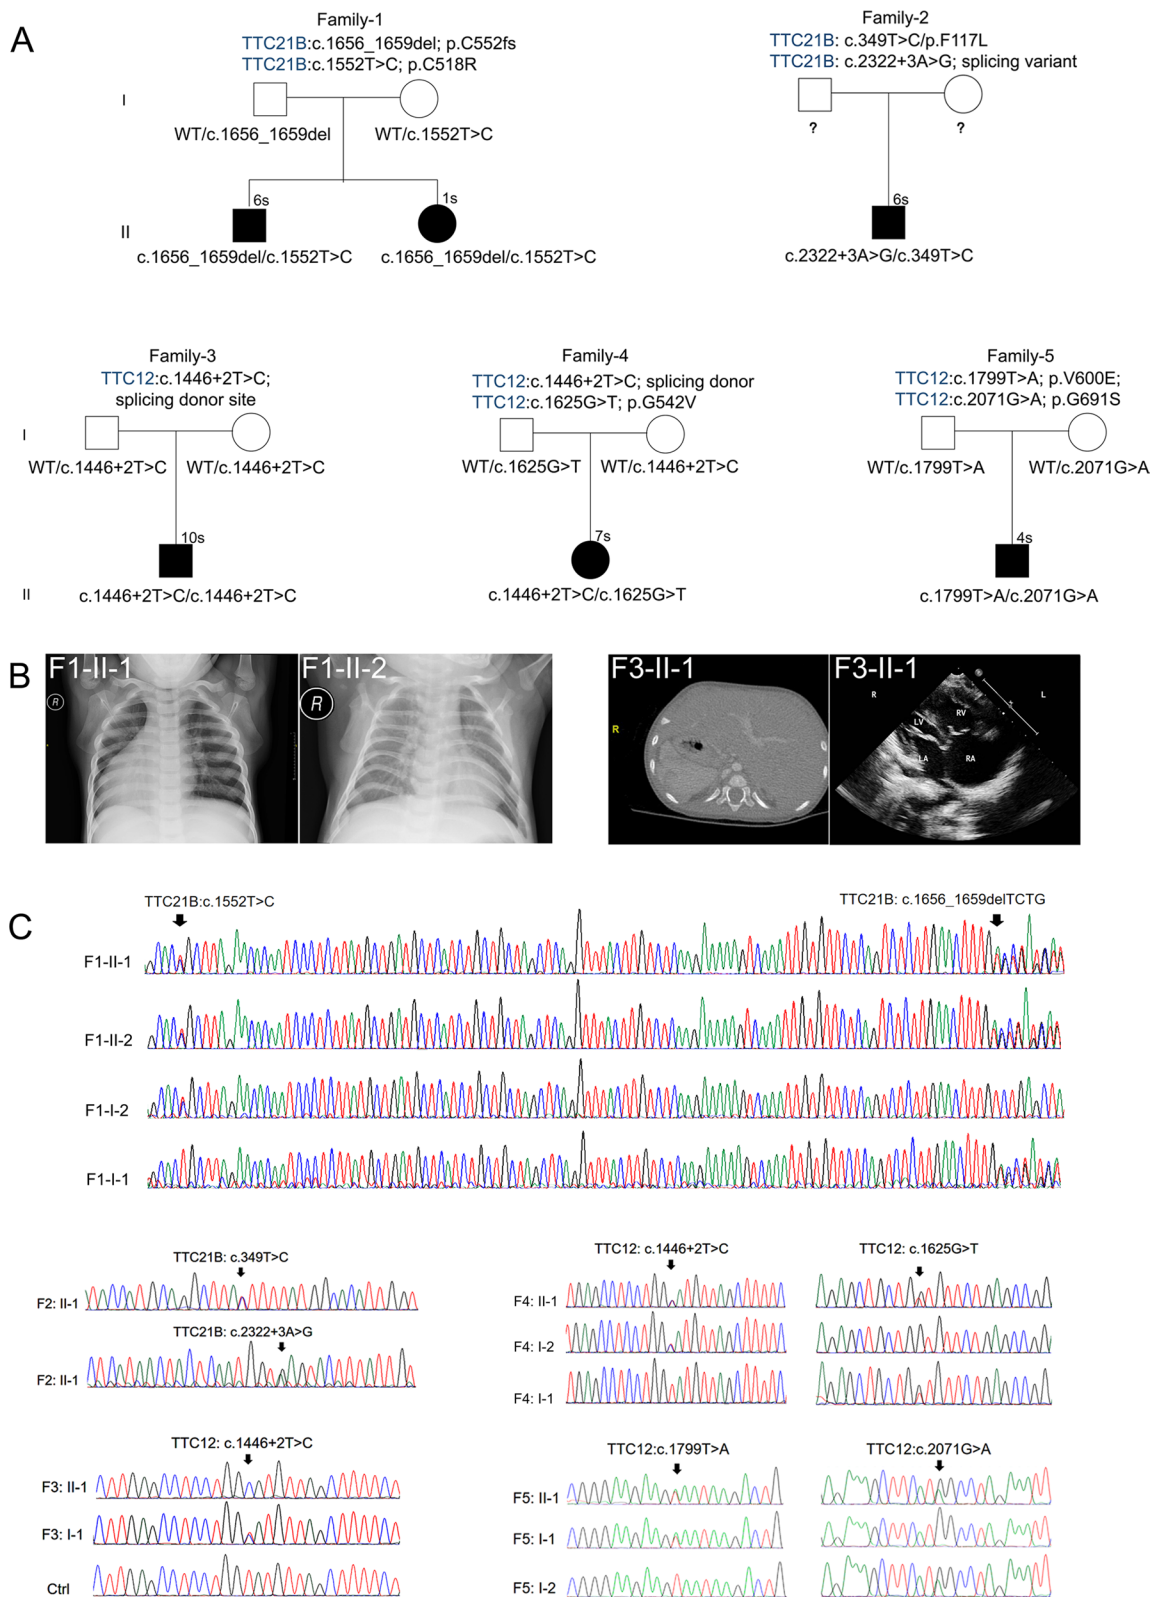 A
Family-1
TTC21B:c.1656_1659del; p.C552fs
TTC21B:c.1552T>C; p.C518R
Family-2
TTC21B: c.349T>C/p.F117L
TTC21B: c.2322+3A>G; splicing variant
I
WT/c.1656_1659del
WT/c.1552T>C
?
?
6s
1s
6s
II
c.1656_1659del/c.1552T>C
c.1656_1659del/c.1552T>C
c.2322+3A>G/c.349T>C
Family-3
TTC12:c.1446+2T>C;
splicing donor site
Family-4
TTC12:c.1446+2T>C; splicing donor
TTC12:c.1625G>T; p.G542V
Family-5
TTC12:c.1799T>A; p.V600E;
TTC12:c.2071G>A; p.G691S
I
WT/c.1446+2T>C
WT/c.1446+2T>C
WT/c.1625G>T
WT/c.1446+2T>C
WT/c.1799T>A
WT/c.2071G>A
10s
7s
4s
II
c.1446+2T>C/c.1446+2T>C
c.1446+2T>C/c.1625G>T
c.1799T>A/c.2071G>A
B
F1-II-1
R
F1-II-2
R
F3-II-1
R
F3-II-1
R
L
RV
LV
LA
RA
C
TTC21B:c.1552T>C
TTC21B: c.1656_1659delTCTG
F1-II-1
F1-II-2
F1-I-2
F1-I-1
TTC21B: c.349T>C
F2: II-1
TTC21B: c.2322+3A>G
F2: II-1
TTC12: c.1446+2T>C
TTC12: c.1625G>T
F4: II-1
F4: I-2
F4: I-1
TTC12: c.1446+2T>C
F3: II-1
F3: I-1
Ctrl
TTC12:c.1799T>A
TTC12:c.2071G>A
F5: II-1
F5: I-1
F5: I-2